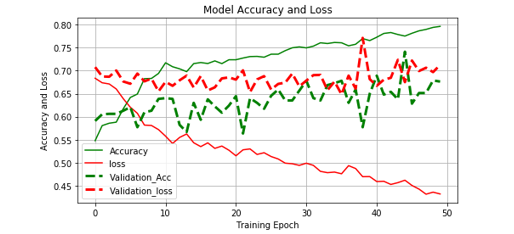 Model Accuracy and Loss
Accuracy and Loss
0.80
0.75
0.70
0.65
0.60
0.55
0.50
0.45
Accuracy
loss
Validation_Acc
Validation_loss
0 10 20 30 40 50
Training Epoch